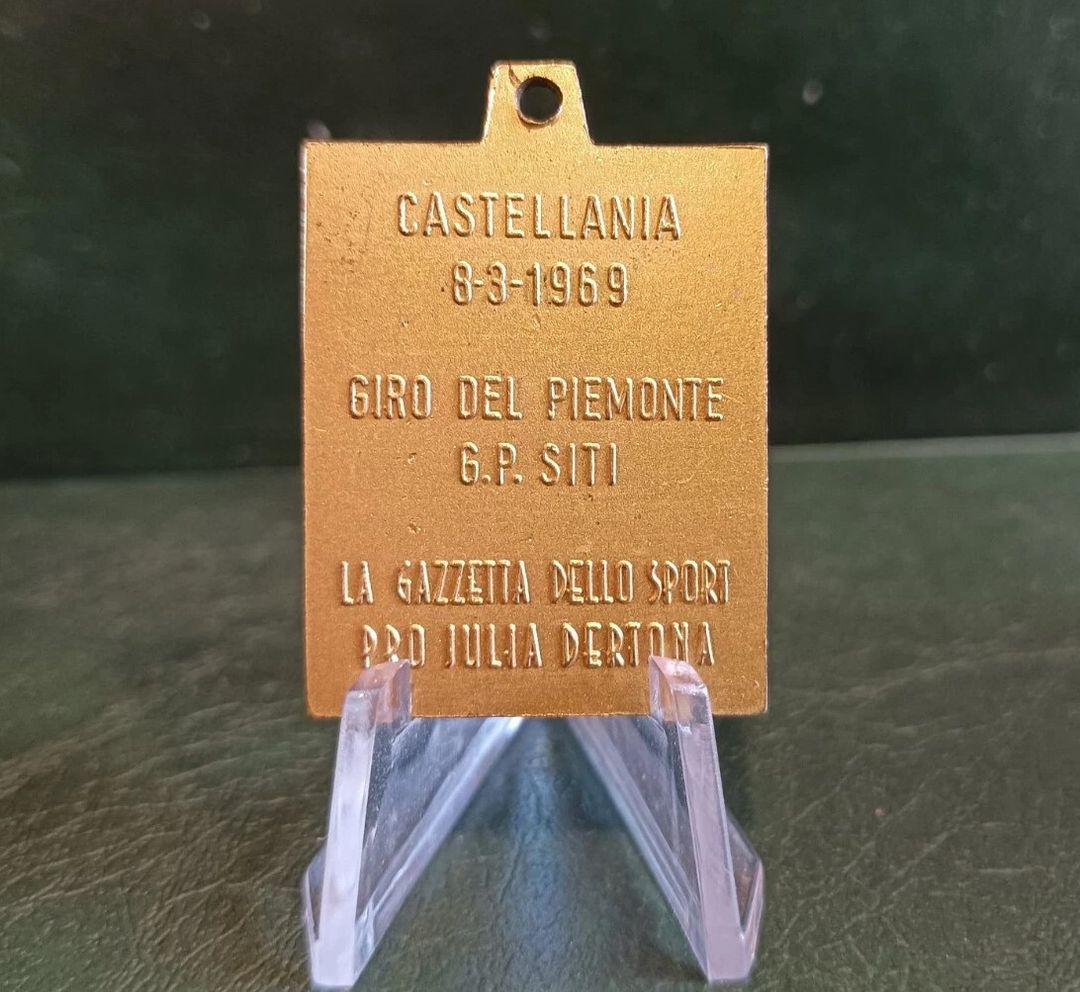 CASTELLANIA
8-3-1969
GIRO DEL PIEMONTE
G.P. SITI
LA GAZZETTA DELLO SPORT
PRO JULIA DERTONA